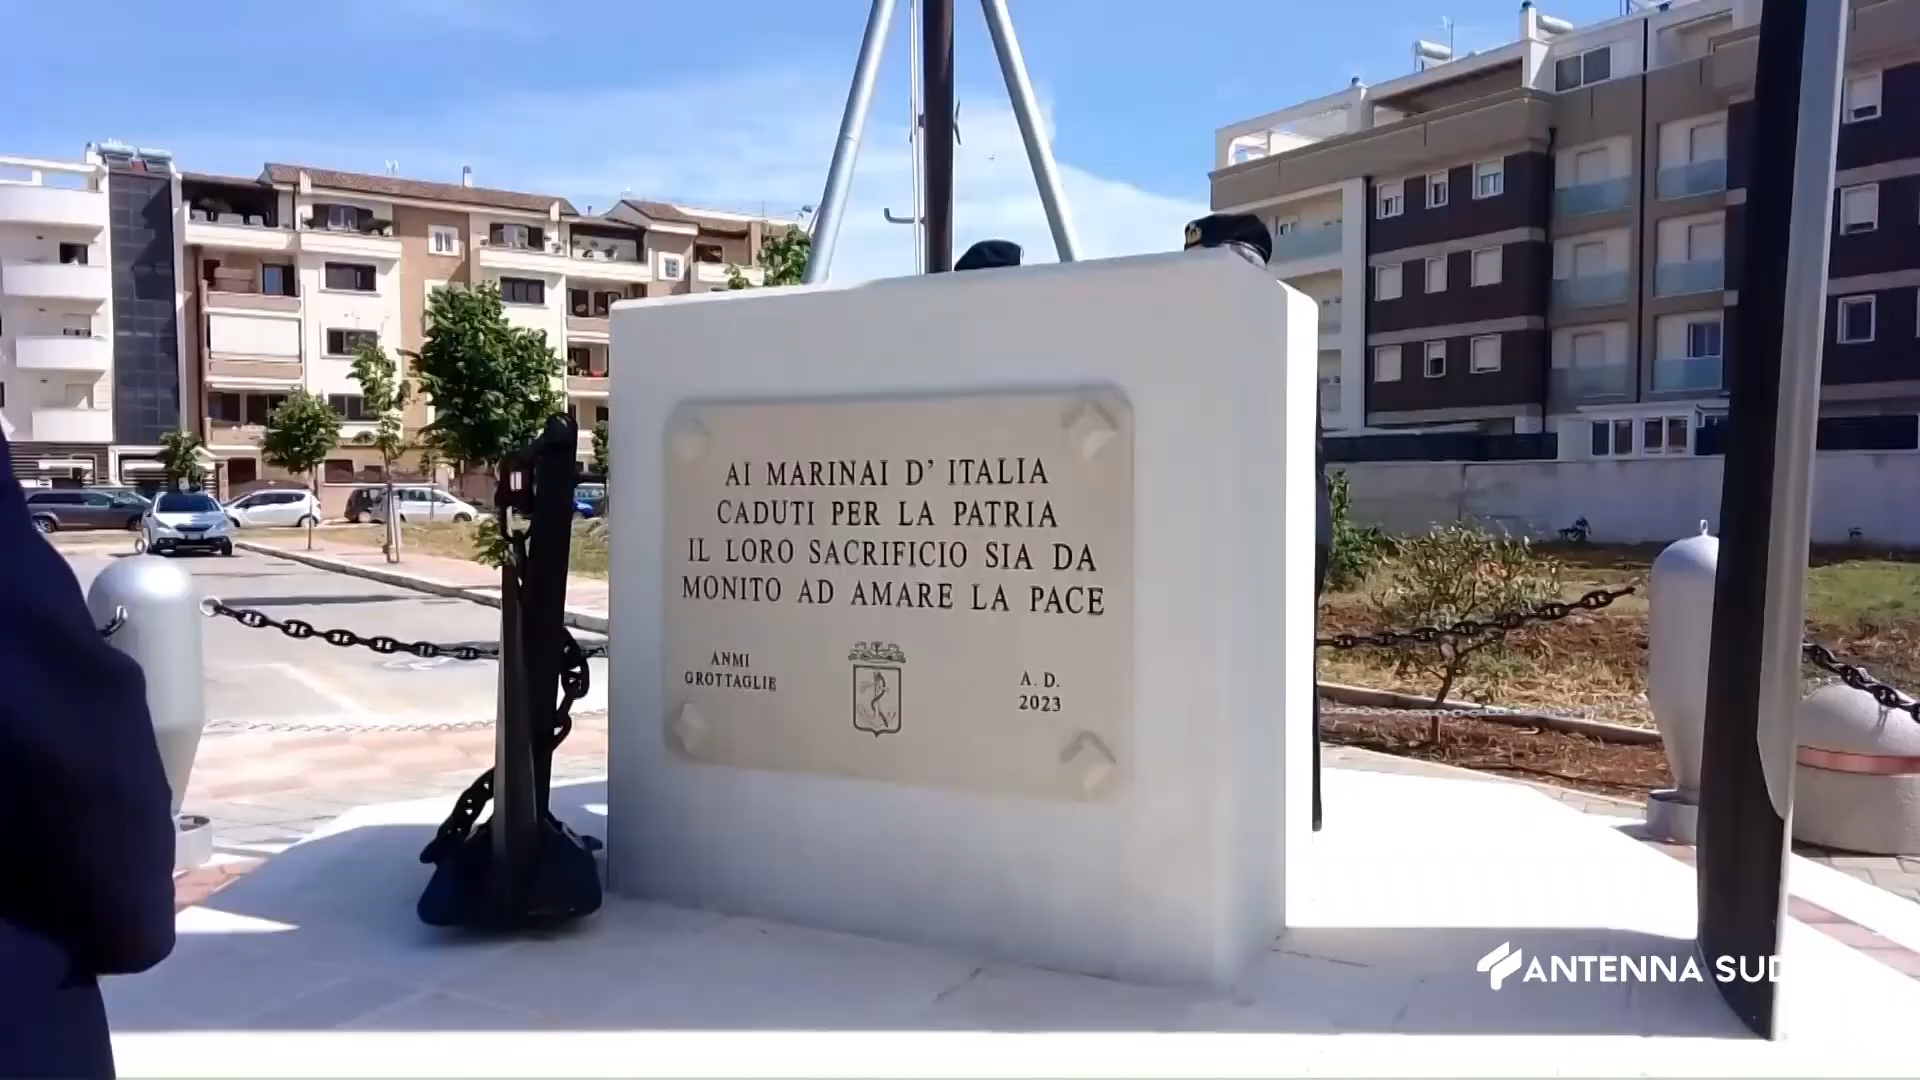 AI MARINAI D' ITALIA
CADUTI PER LA PATRIA
IL LORO SACRIFICIO SIA DA
MONITO AD AMARE LA PACE
ANMI
GROTTAGLIE
A. D.
2023
ANTENNA SUD